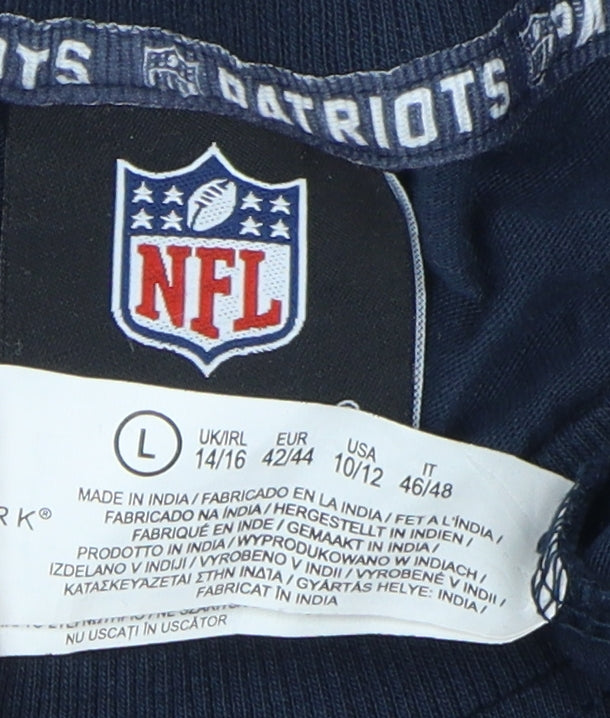 PATRIOTS
NFL
L
UK/IRL EUR USA IT
14/16 42/44 10/12 46/48
MADE IN INDIA / FABRICADO EN LA INDIA / FET A L'ÍNDIA /
FABRICADO NA ÍNDIA / HERGESTELLT IN INDIEN /
FABRIQUÉ EN INDE / GEMAAKT IN INDIA /
PRODOTTO IN INDIA / WYPRODUKOWANO W INDIACH /
IZDELANO V INDIJI / VYROBENO V INDII / VYROBENÉ V INDII /
ΚΑΤΑΣΚΕΥΑΖΕΤΑΙ ΣΤΗΝ ΙΝΔΙΑ / GYÁRTÁS HELYE: INDIA /
FABRICAT ÎN INDIA
NU USCAȚI ÎN USCĂTOR